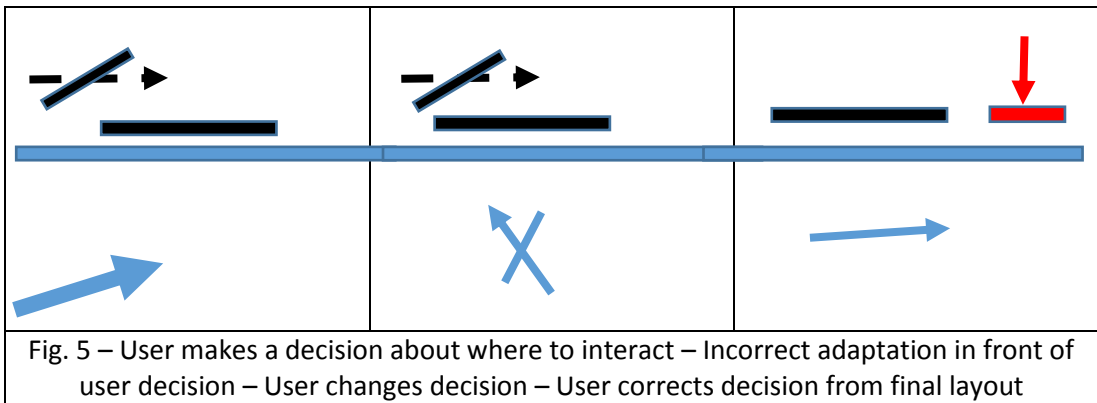 Fig. 5 – User makes a decision about where to interact – Incorrect adaptation in front of
user decision – User changes decision – User corrects decision from final layout